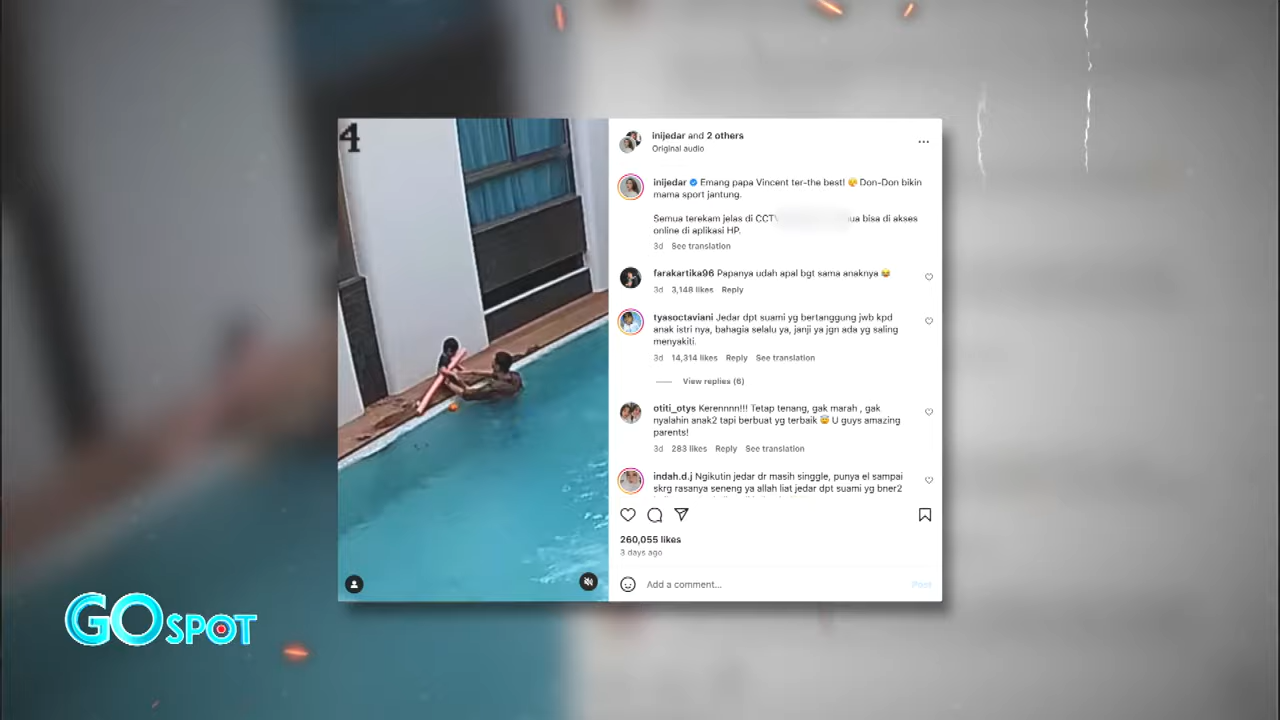 4
inijedar and 2 others
Original audio
inijedar Emang papa Vincent ter-the best! 😚 Don-Don bikin
mama sport jantung.
Semua terekam jelas di CCTV bisa di akses
online di aplikasi HP.
3d See translation
farakartika96 Papanya udah apal bgt sama anaknya 😂
3d 3,148 likes Reply
tyasoctaviani Jedar dpt suami yg bertanggung jwb kpd
anak istri nya, bahagia selalu ya, janji ya jgn ada yg saling
menyakiti.
3d 14,314 likes Reply See translation
View replies (6)
otiti_otys Kerennnn!!! Tetap tenang, gak marah , gak
nyalahin anak2 tapi berbuat yg terbaik 😇 U guys amazing
parents!
3d 283 likes Reply See translation
indah.d.j Ngikutin jedar dr masih singgle, punya el sampai
skrg rasanya seneng ya allah liat jedar dpt suami yg bner2
260,055 likes
3 days ago
Add a comment...
Post
GO SPOT